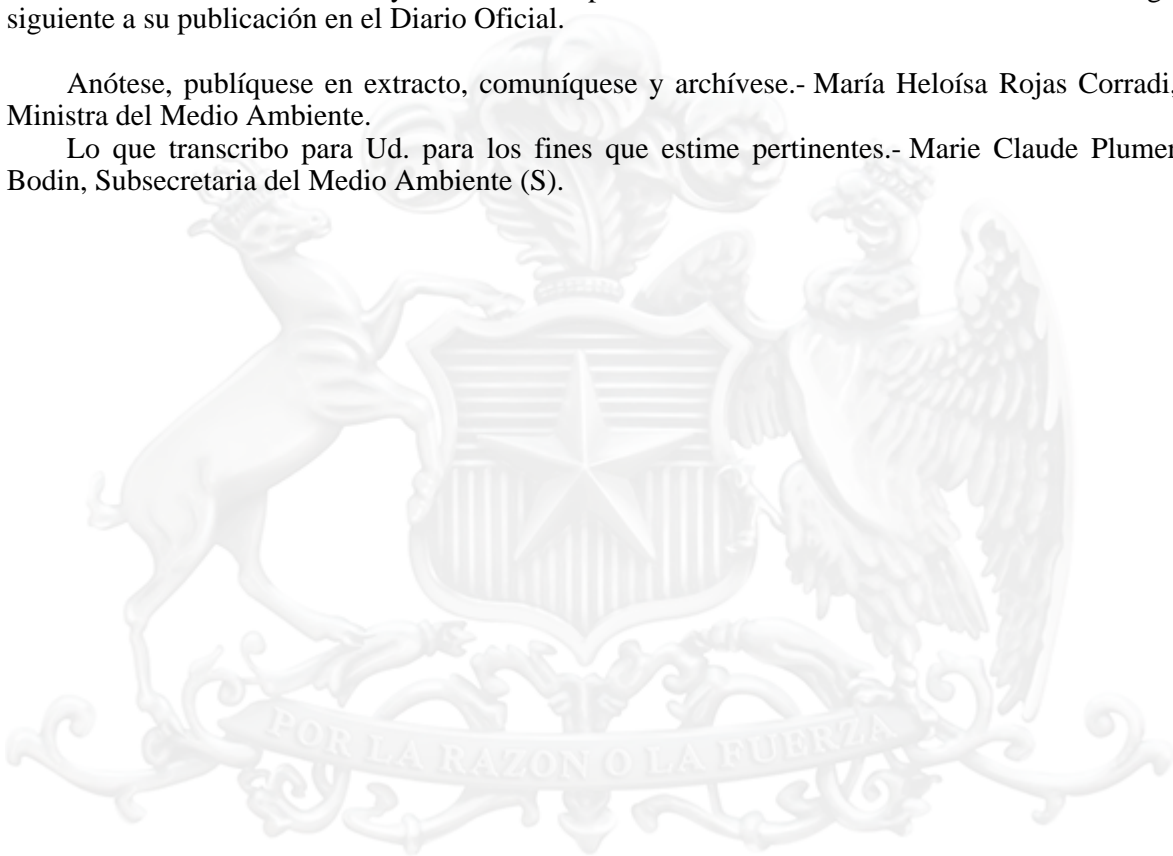 siguiente a su publicación en el Diario Oficial.
Anótese, publíquese en extracto, comuníquese y archívese.- María Heloísa Rojas Corradi,
Ministra del Medio Ambiente.
Lo que transcribo para Ud. para los fines que estime pertinentes.- Marie Claude Plumer
Bodin, Subsecretaria del Medio Ambiente (S).
POR LA RAZON O LA FUERZA